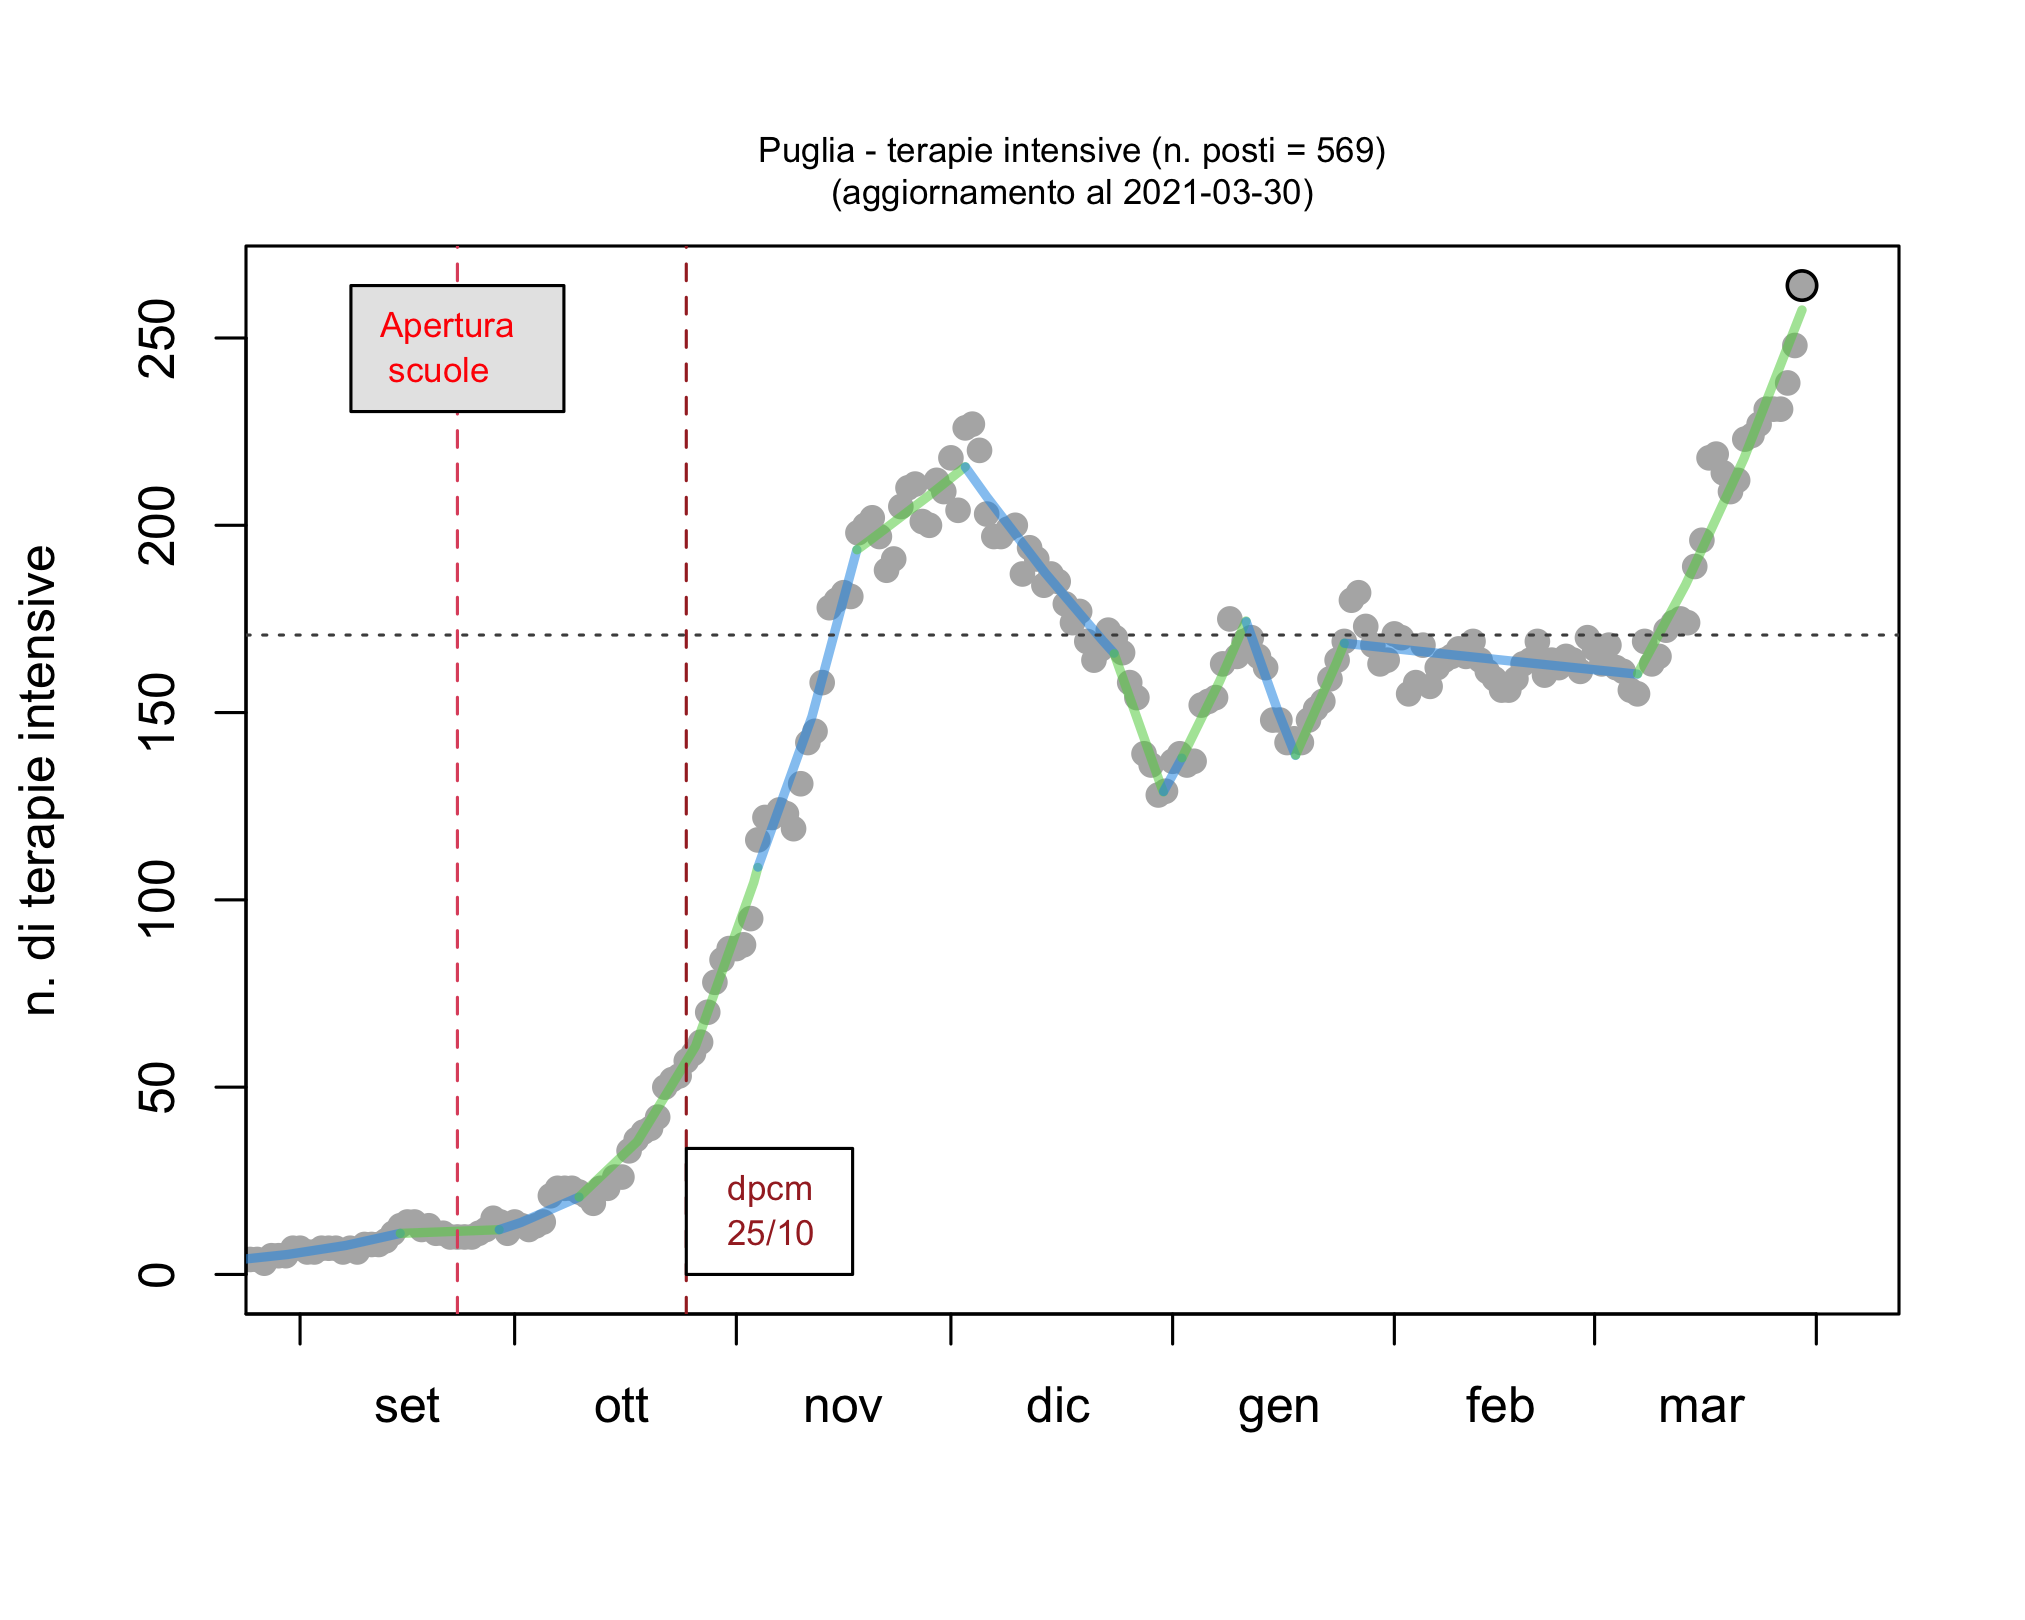 Puglia - terapie intensive (n. posti = 569)
(aggiornamento al 2021-03-30)
n. di terapie intensive
250
200
150
100
50
0
Apertura
scuole
dpcm
25/10
set ott nov dic gen feb mar